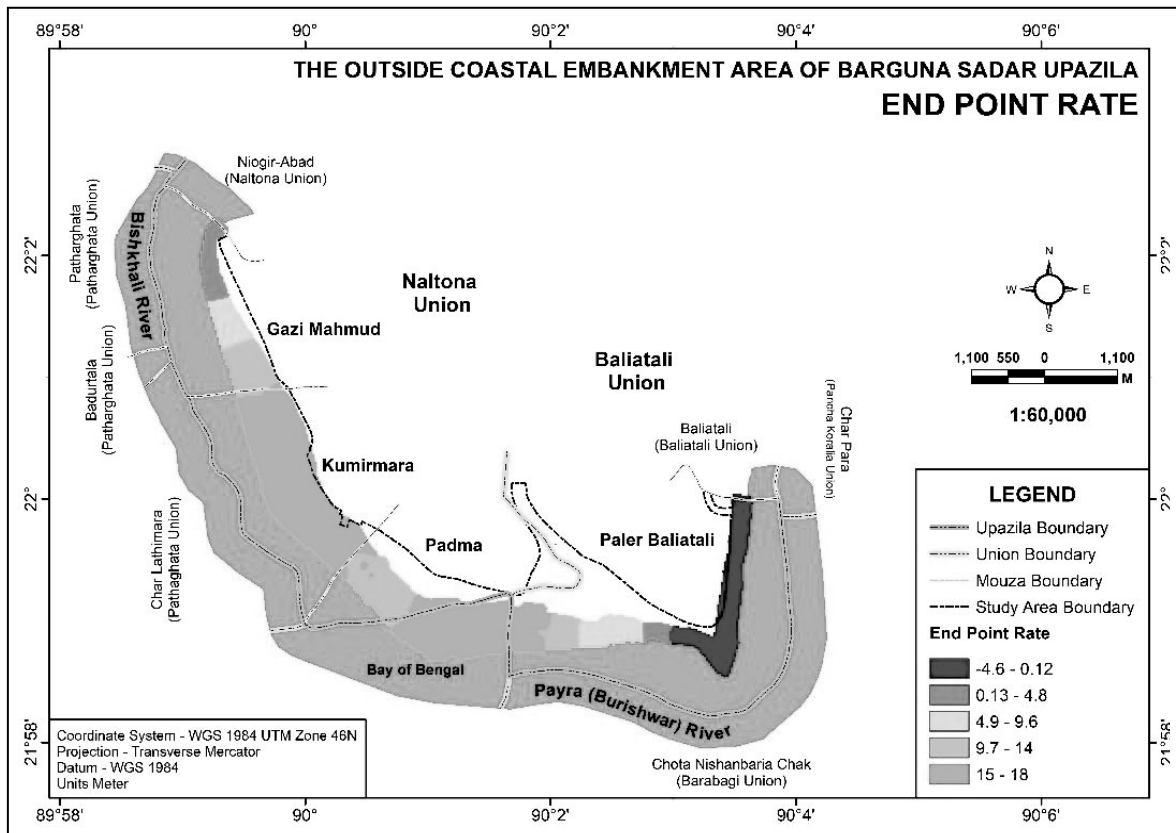 89°58' 90° 90°2' 90°4' 90°6'
THE OUTSIDE COASTAL EMBANKMENT AREA OF BARGUNA SADAR UPAZILA
END POINT RATE
Niogir-Abad
(Naltona Union)
Patharghata
(Patharghata Union)
Bishkhali River
22°2'
22°2'
Naltona
Union
N
W
E
S
Gazi Mahmud
1,100 550 0 1,100
M
1:60,000
Badurtala
(Patharghata Union)
Baliatali
Union
Char Para
(Pancha Koralia Union)
Baliatali
(Baliatali Union)
Kumirmara
22°
22°
Padma
Paler Baliatali
Char Lathimara
(Pathaghata Union)
Bay of Bengal
Payra (Burishwar) River
Chota Nishanbaria Chak
(Barabagi Union)
LEGEND
Upazila Boundary
Union Boundary
Mouza Boundary
Study Area Boundary
End Point Rate
-4.6 - 0.12
0.13 - 4.8
4.9 - 9.6
9.7 - 14
15 - 18
21°58'
21°58'
Coordinate System - WGS 1984 UTM Zone 46N
Projection - Transverse Mercator
Datum - WGS 1984
Units Meter
89°58' 90° 90°2' 90°4' 90°6'